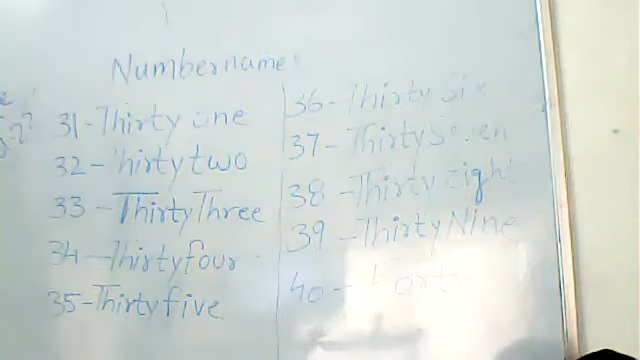 Numbername
31-Thirty one
32-Thirty two
33-Thirty Three
34-Thirty four
35-Thirty five
36-Thirty Six
37-Thirty Seven
38-Thirty Eight
39-Thirty Nine
40-Forty